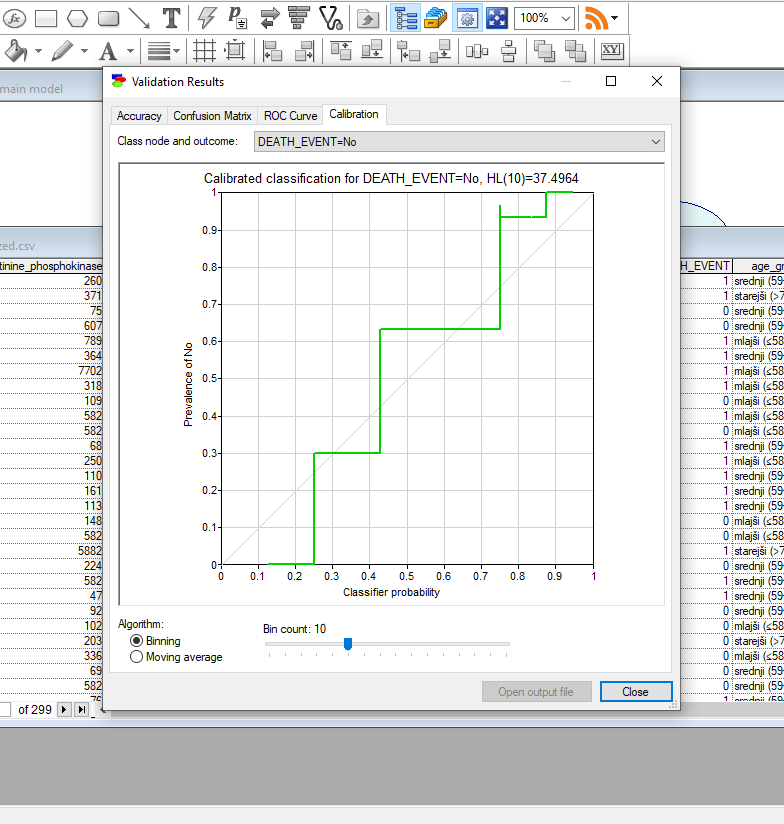 fx T P 100%
A XY
main model
Validation Results
Accuracy Confusion Matrix ROC Curve Calibration
Class node and outcome: DEATH_EVENT=No
Calibrated classification for DEATH_EVENT=No, HL(10)=37.4964
1
0.9
0.8
0.7
0.6
0.5
0.4
0.3
0.2
0.1
0
Prevalence of No
0 0.1 0.2 0.3 0.4 0.5 0.6 0.7 0.8 0.9 1
Classifier probability
Algorithm:
Binning
Moving average
Bin count: 10
Open output file Close
zed.csv
tinine_phosphokinase H_EVENT age_gr
260 1 srednji (59
371 1 starejši (>7
75 0 srednji (59
607 0 srednji (59
789 1 mlajši (≤58
364 1 srednji (59
7702 1 mlajši (≤58
318 1 mlajši (≤58
109 0 mlajši (≤58
582 1 mlajši (≤58
582 0 mlajši (≤58
68 1 srednji (59
250 1 mlajši (≤58
110 1 srednji (59
161 1 srednji (59
113 1 srednji (59
148 0 mlajši (≤58
582 0 mlajši (≤58
5882 1 starejši (>7
224 0 srednji (59
582 1 srednji (59
47 1 srednji (59
92 0 srednji (59
102 0 mlajši (≤58
203 0 starejši (>7
336 0 mlajši (≤58
69 0 srednji (59
582 0 srednji (59
76 1 srednji (59
of 299